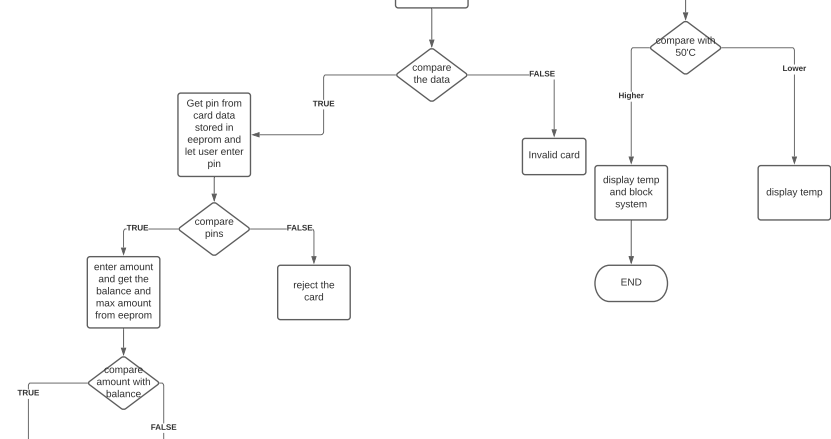 compare with
50'C
compare
the data
FALSE
Lower
TRUE
Higher
Get pin from
card data
stored in
eeprom and
let user enter
pin
Invalid card
display temp
and block
system
display temp
compare
pins
TRUE
FALSE
enter amount
and get the
balance and
max amount
from eeprom
reject the
card
END
compare
amount with
balance
TRUE
FALSE